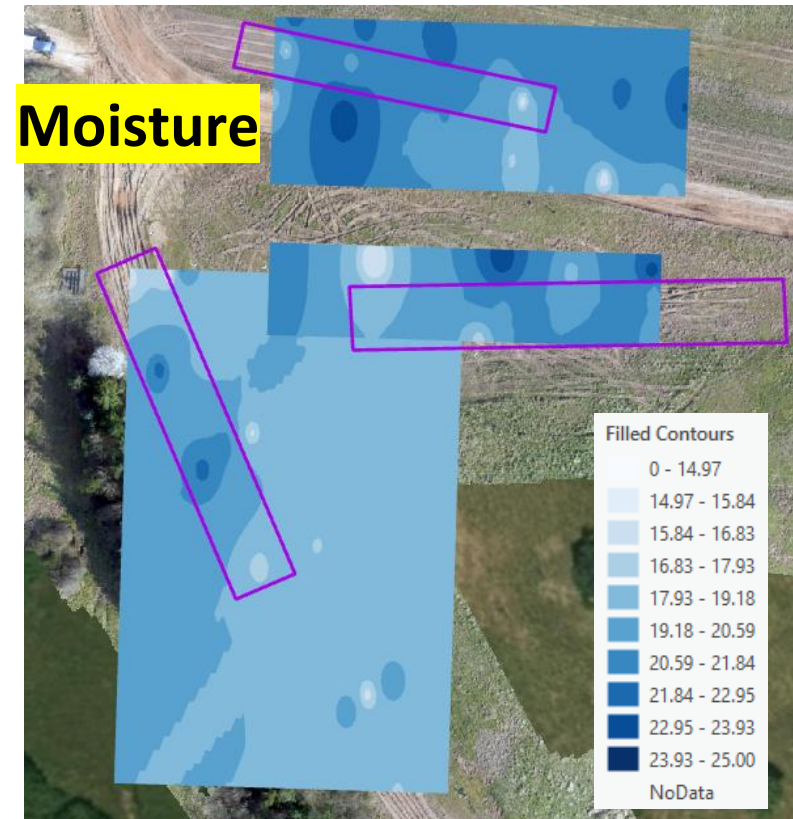 Moisture
Filled Contours
0 - 14.97
14.97 - 15.84
15.84 - 16.83
16.83 - 17.93
17.93 - 19.18
19.18 - 20.59
20.59 - 21.84
21.84 - 22.95
22.95 - 23.93
23.93 - 25.00
NoData